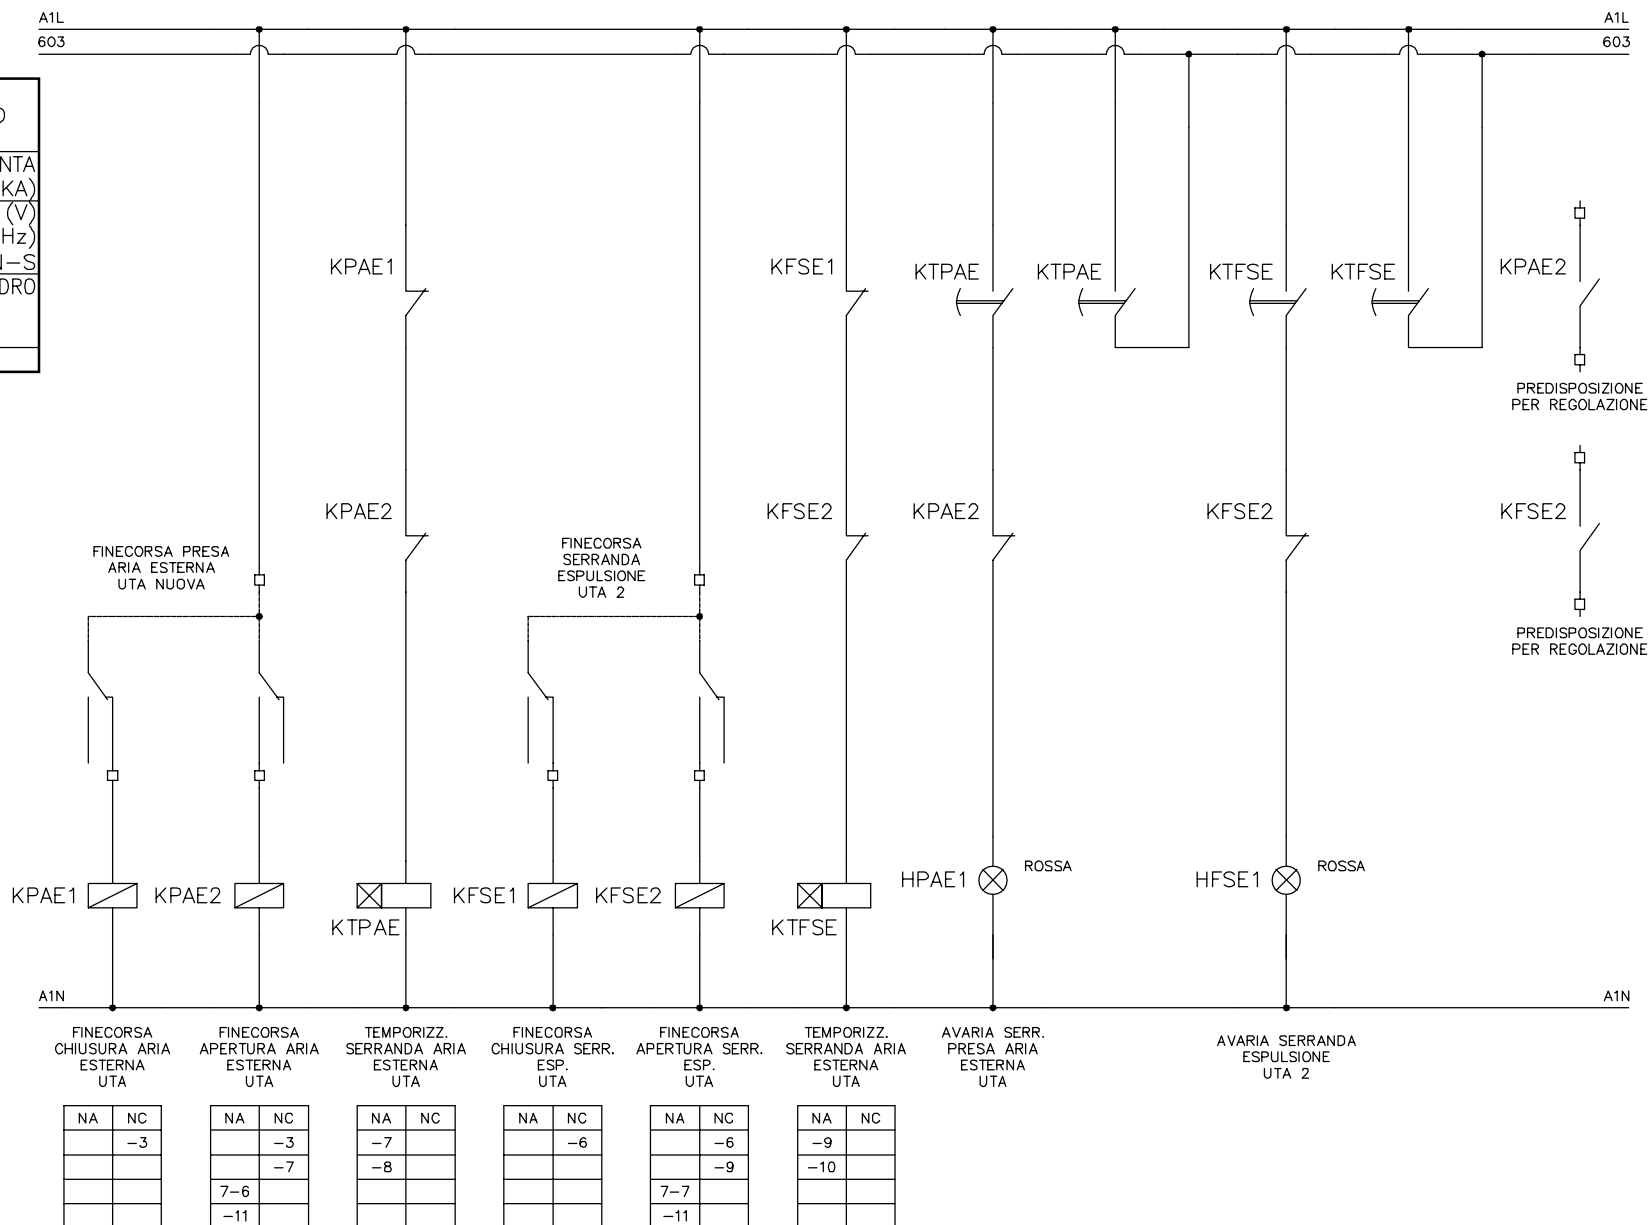 A1L
A1L
603
603
NTA
KA)
(V)
Hz)
N-S
DRO
KPAE1
KFSE1
KTPAE
KTPAE
KTFSE
KTFSE
KPAE2
PREDISPOSIZIONE
PER REGOLAZIONE
KPAE2
KFSE2
KPAE2
KFSE2
KFSE2
PREDISPOSIZIONE
PER REGOLAZIONE
FINECORSA PRESA
ARIA ESTERNA
UTA NUOVA
FINECORSA
SERRANDA
ESPULSIONE
UTA 2
KPAE1
KPAE2
KTPAE
KFSE1
KFSE2
KTFSE
HPAE1
ROSSA
HFSE1
ROSSA
A1N
A1N
FINECORSA
CHIUSURA ARIA
ESTERNA
UTA
FINECORSA
APERTURA ARIA
ESTERNA
UTA
TEMPORIZZ.
SERRANDA ARIA
ESTERNA
UTA
FINECORSA
CHIUSURA SERR.
ESP.
UTA
FINECORSA
APERTURA SERR.
ESP.
UTA
TEMPORIZZ.
SERRANDA ARIA
ESTERNA
UTA
AVARIA SERR.
PRESA ARIA
ESTERNA
UTA
AVARIA SERRANDA
ESPULSIONE
UTA 2
NA NC
-3
NA NC
-3
-7
7-6
-11
NA NC
-7
-8
NA NC
-6
NA NC
-6
-9
7-7
-11
NA NC
-9
-10